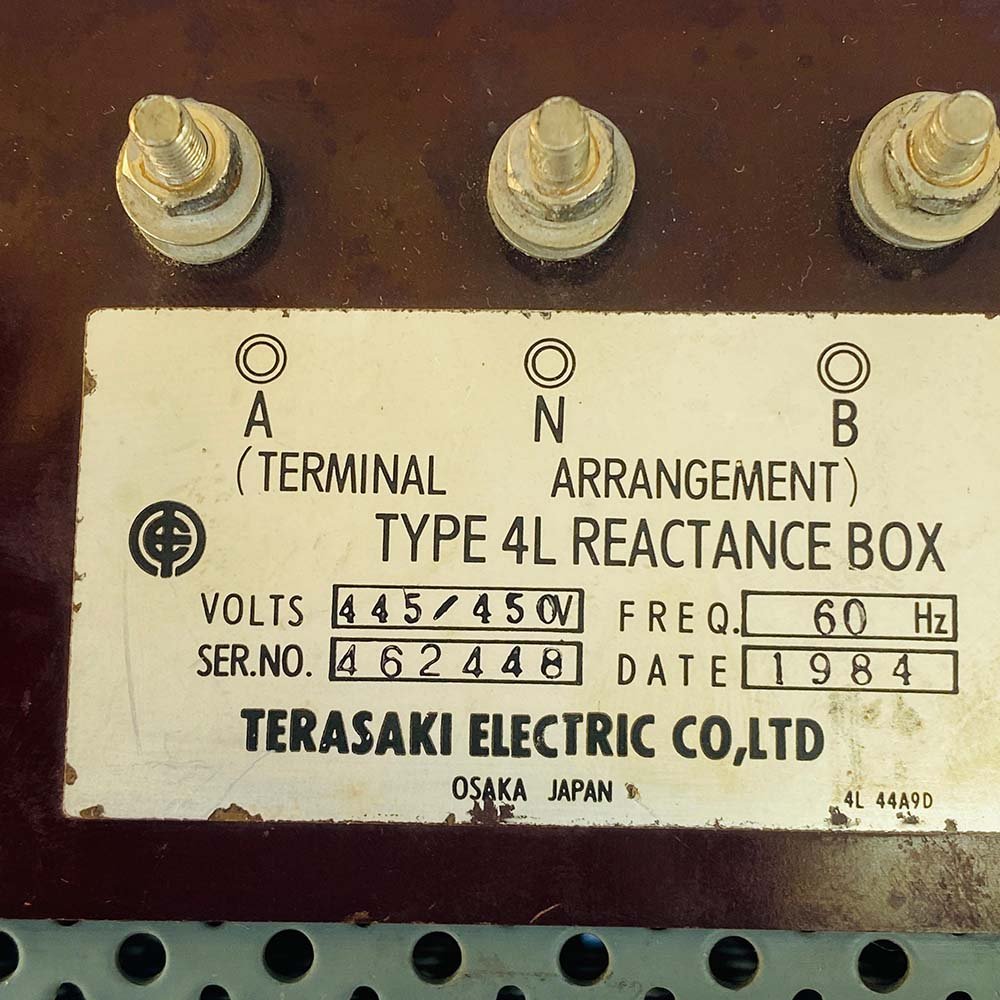 A N B
(TERMINAL ARRANGEMENT)
TYPE 4L REACTANCE BOX
VOLTS 445/450V FREQ. 60 Hz
SER.NO. 462448 DATE 1984
TERASAKI ELECTRIC CO,LTD
OSAKA JAPAN
4L 44A9D